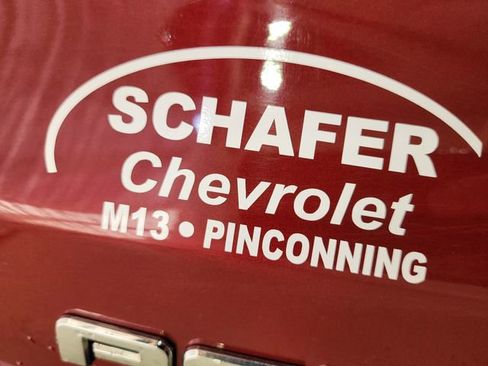 SCHAFER
Chevrolet
M13 • PINCONNING